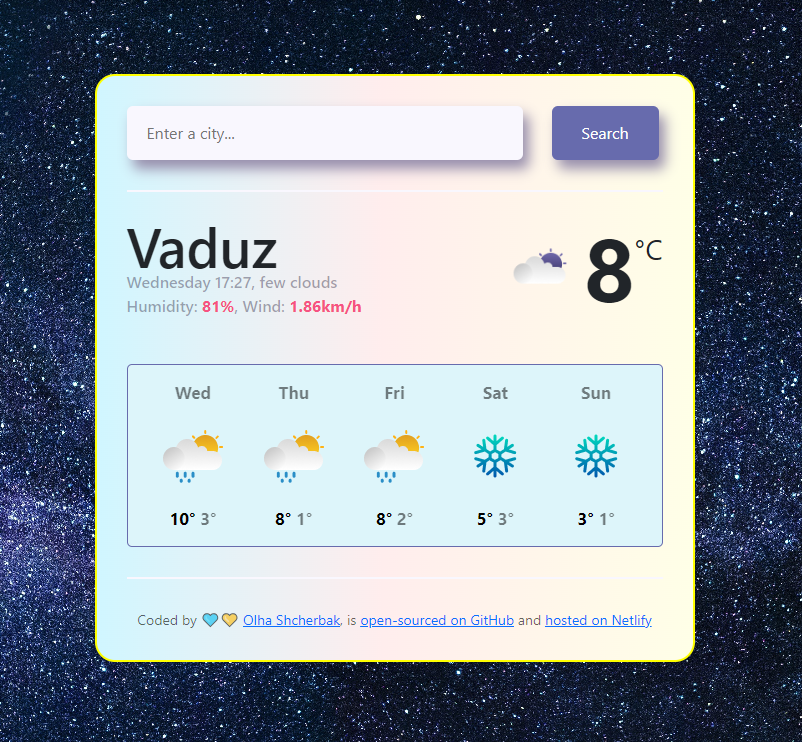 Enter a city...
Search
Vaduz
8°C
Wednesday 17:27, few clouds
Humidity: 81%, Wind: 1.86km/h
Wed Thu Fri Sat Sun
10° 3° 8° 1° 8° 2° 5° 3° 3° 1°
Coded by 🩵💛 Olha Shcherbak. is open-sourced on GitHub and hosted on Netlify